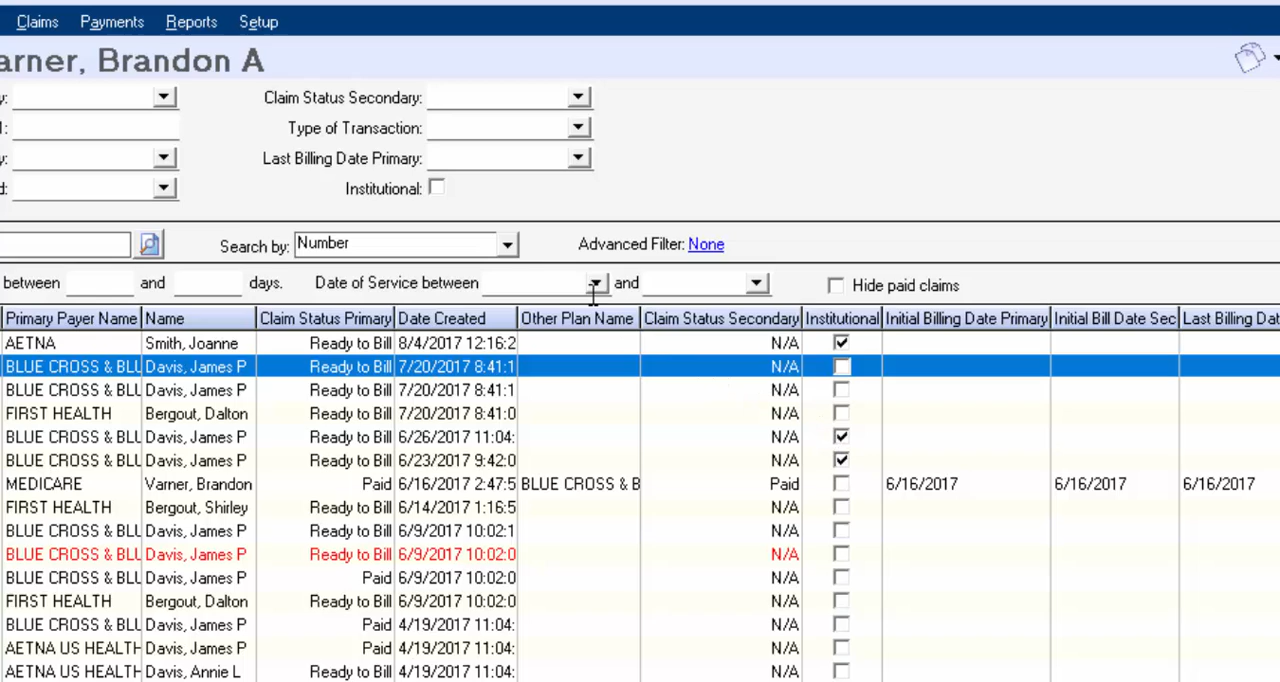 Claims Payments Reports Setup
arner, Brandon A
y: Claim Status Secondary:
1: Type of Transaction:
y: Last Billing Date Primary:
d: Institutional:
Search by: Number Advanced Filter: None
between and days. Date of Service between and Hide paid claims
Primary Payer Name Name Claim Status Primary Date Created Other Plan Name Claim Status Secondary Institutional Initial Billing Date Primary Initial Bill Date Sec Last Billing Dat
AETNA Smith, Joanne Ready to Bill 8/4/2017 12:16:2 N/A
BLUE CROSS & BLU Davis, James P Ready to Bill 7/20/2017 8:41:1 N/A
BLUE CROSS & BLU Davis, James P Ready to Bill 7/20/2017 8:41:1 N/A
FIRST HEALTH Bergout, Dalton Ready to Bill 7/20/2017 8:41:0 N/A
BLUE CROSS & BLU Davis, James P Ready to Bill 6/26/2017 11:04: N/A
BLUE CROSS & BLU Davis, James P Ready to Bill 6/23/2017 9:42:0 N/A
MEDICARE Varner, Brandon Paid 6/16/2017 2:47:5 BLUE CROSS & B Paid 6/16/2017 6/16/2017 6/16/2017
FIRST HEALTH Bergout, Shirley Ready to Bill 6/14/2017 1:16:5 N/A
BLUE CROSS & BLU Davis, James P Ready to Bill 6/9/2017 10:02:1 N/A
BLUE CROSS & BLU Davis, James P Ready to Bill 6/9/2017 10:02:0 N/A
BLUE CROSS & BLU Davis, James P Paid 6/9/2017 10:02:0 N/A
FIRST HEALTH Bergout, Dalton Ready to Bill 6/9/2017 10:02:0 N/A
BLUE CROSS & BLU Davis, James P Paid 4/19/2017 11:04: N/A
AETNA US HEALTH Davis, James P Paid 4/19/2017 11:04: N/A
AETNA US HEALTH Davis, Annie L Ready to Bill 4/19/2017 11:04: N/A